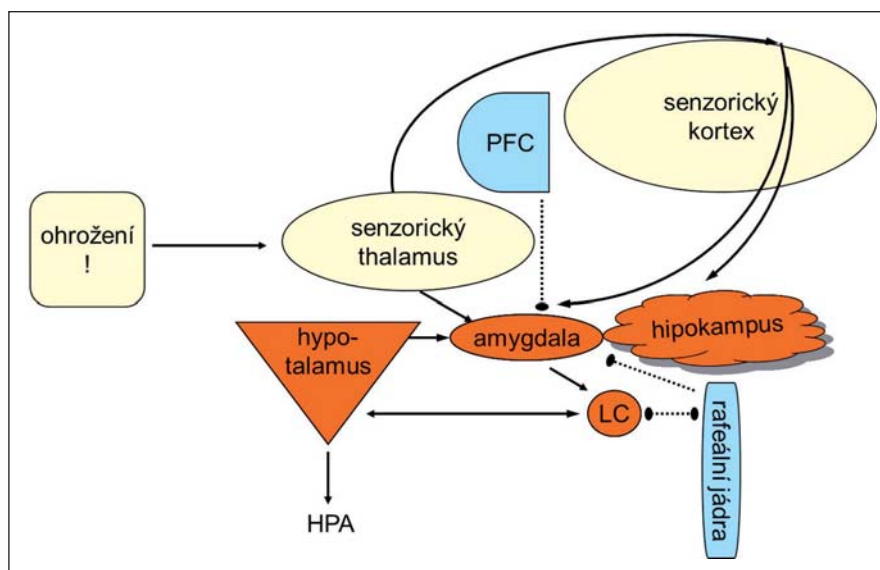 senzorický
kortex
PFC
ohrožení
!
senzorický
thalamus
hypo-
talamus
amygdala
hipokampus
LC
rafeální jádra
HPA